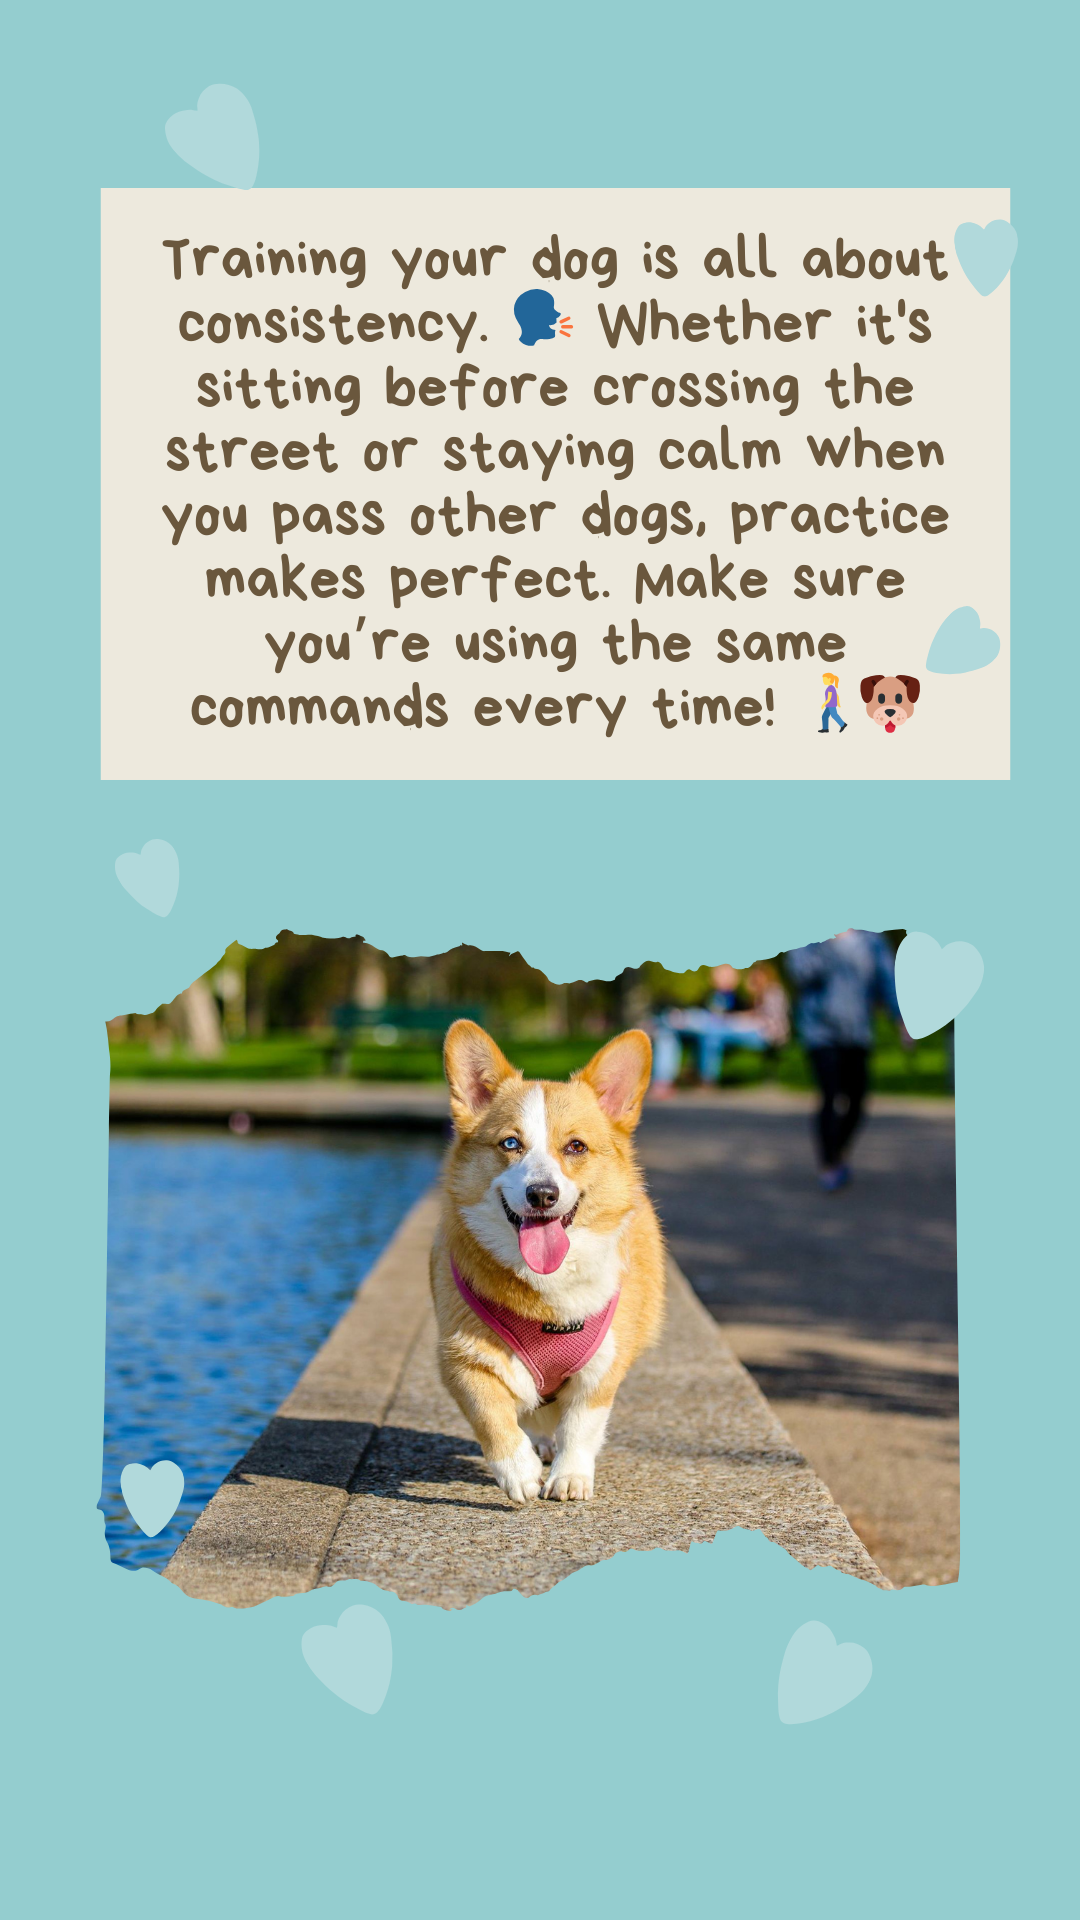 Training your dog is all about
consistency. 🗣️ Whether it's
sitting before crossing the
street or staying calm when
you pass other dogs, practice
makes perfect. Make sure
you’re using the same
commands every time! 🚶‍♀️🐶
PUPPIA